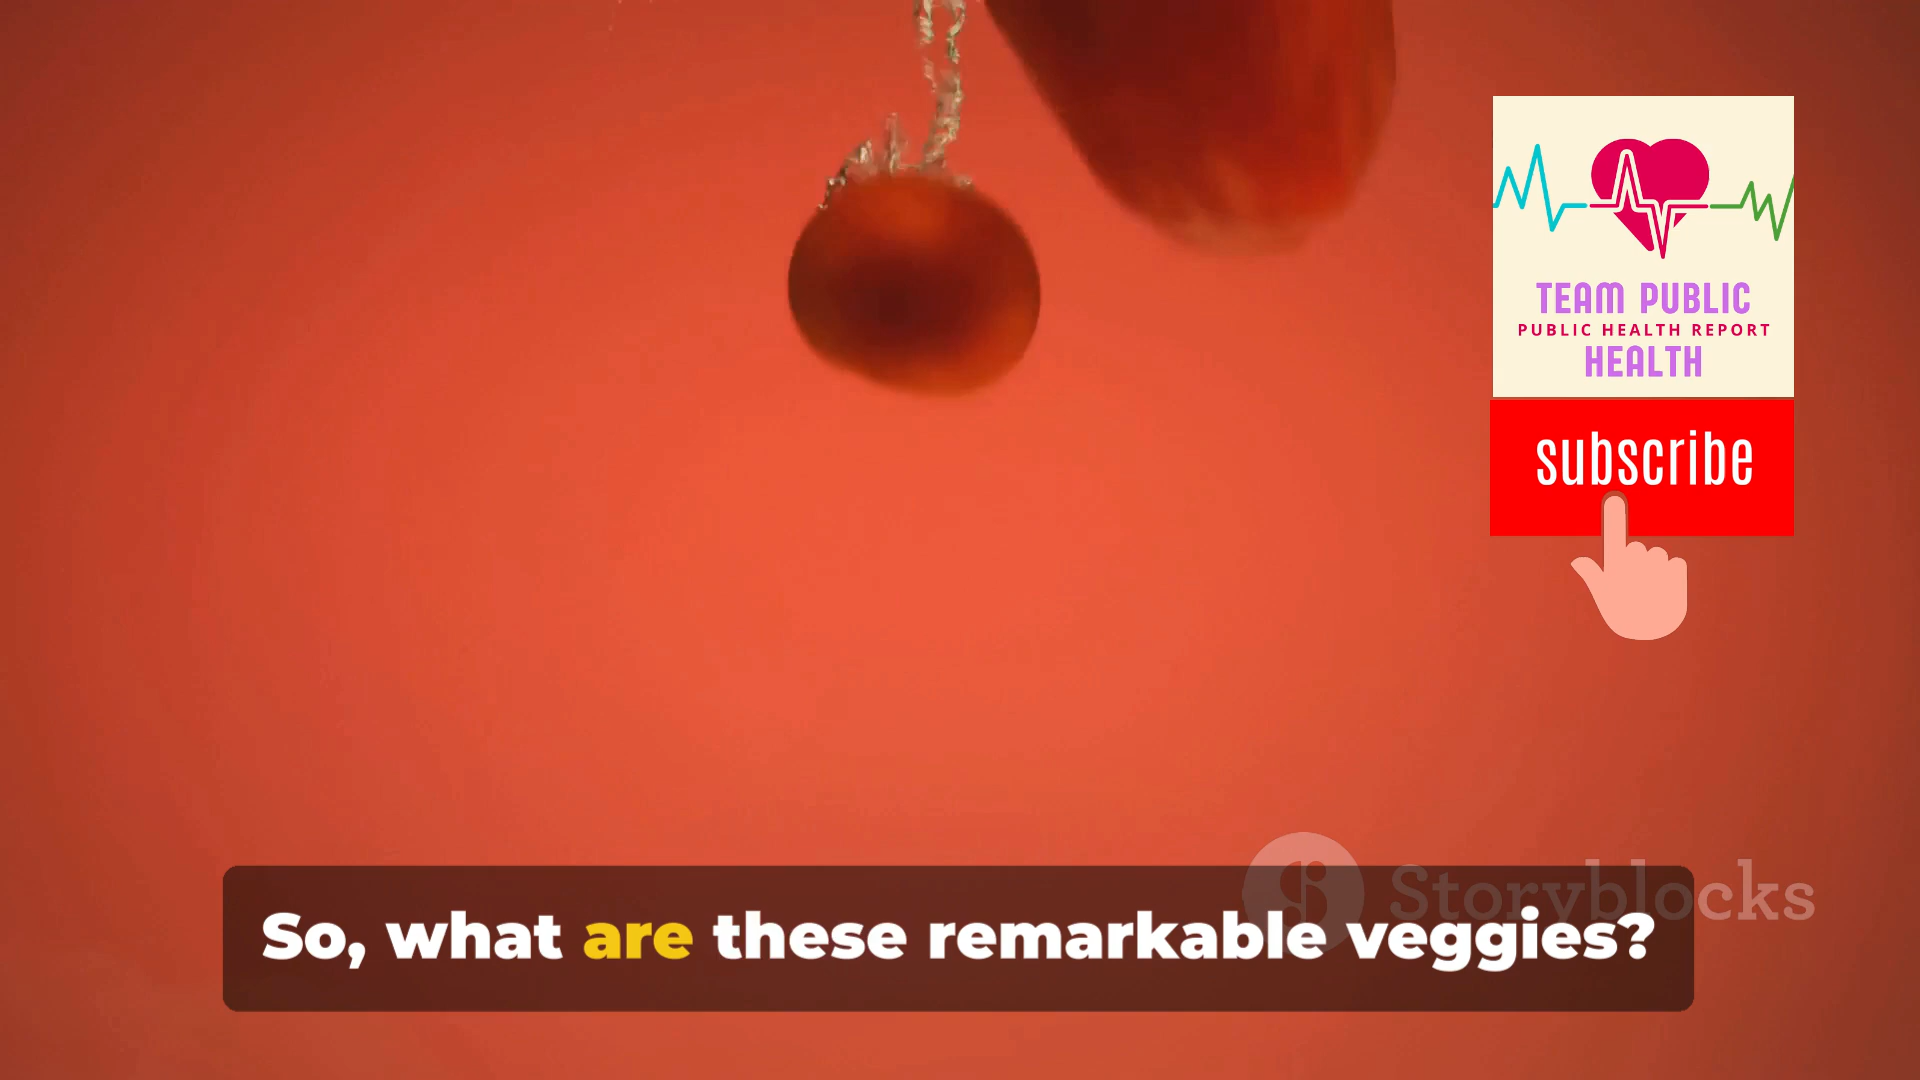 TEAM PUBLIC
PUBLIC HEALTH REPORT
HEALTH
subscribe
Storyblocks
So, what are these remarkable veggies?